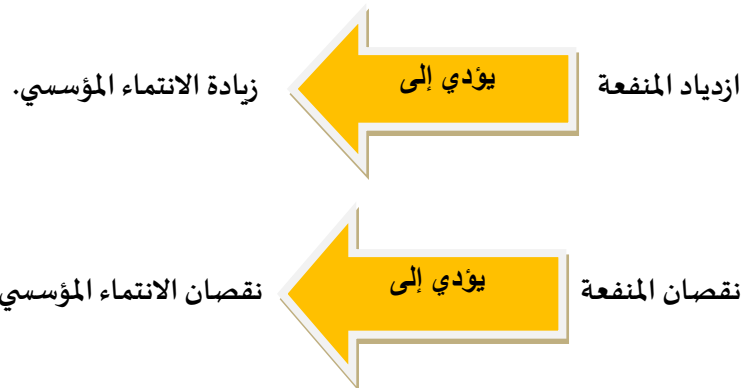 ازدياد المنفعة يؤدي إلى زيادة الانتماء المؤسسي.
نقصان المنفعة يؤدي إلى نقصان الانتماء المؤسسي